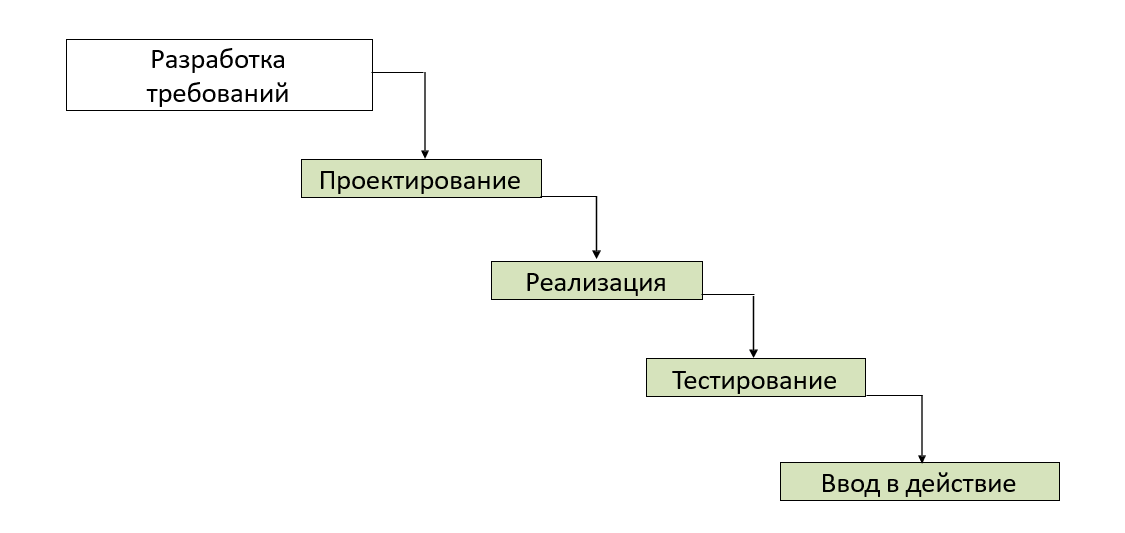 Разработка
требований
Проектирование
Реализация
Тестирование
Ввод в действие